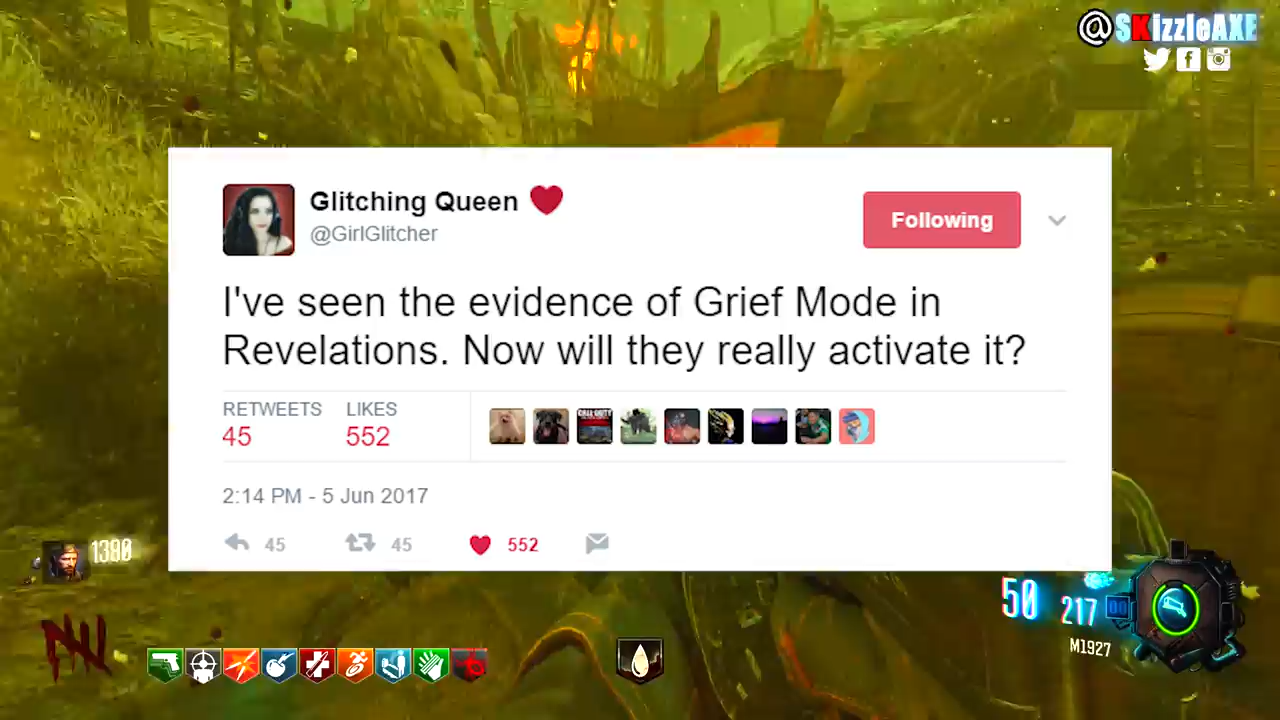 @SKizzleAXE
Glitching Queen
@GirlGlitcher
Following
I've seen the evidence of Grief Mode in
Revelations. Now will they really activate it?
RETWEETS LIKES
45 552
2:14 PM - 5 Jun 2017
45 45 552
1380
50 217
M1927